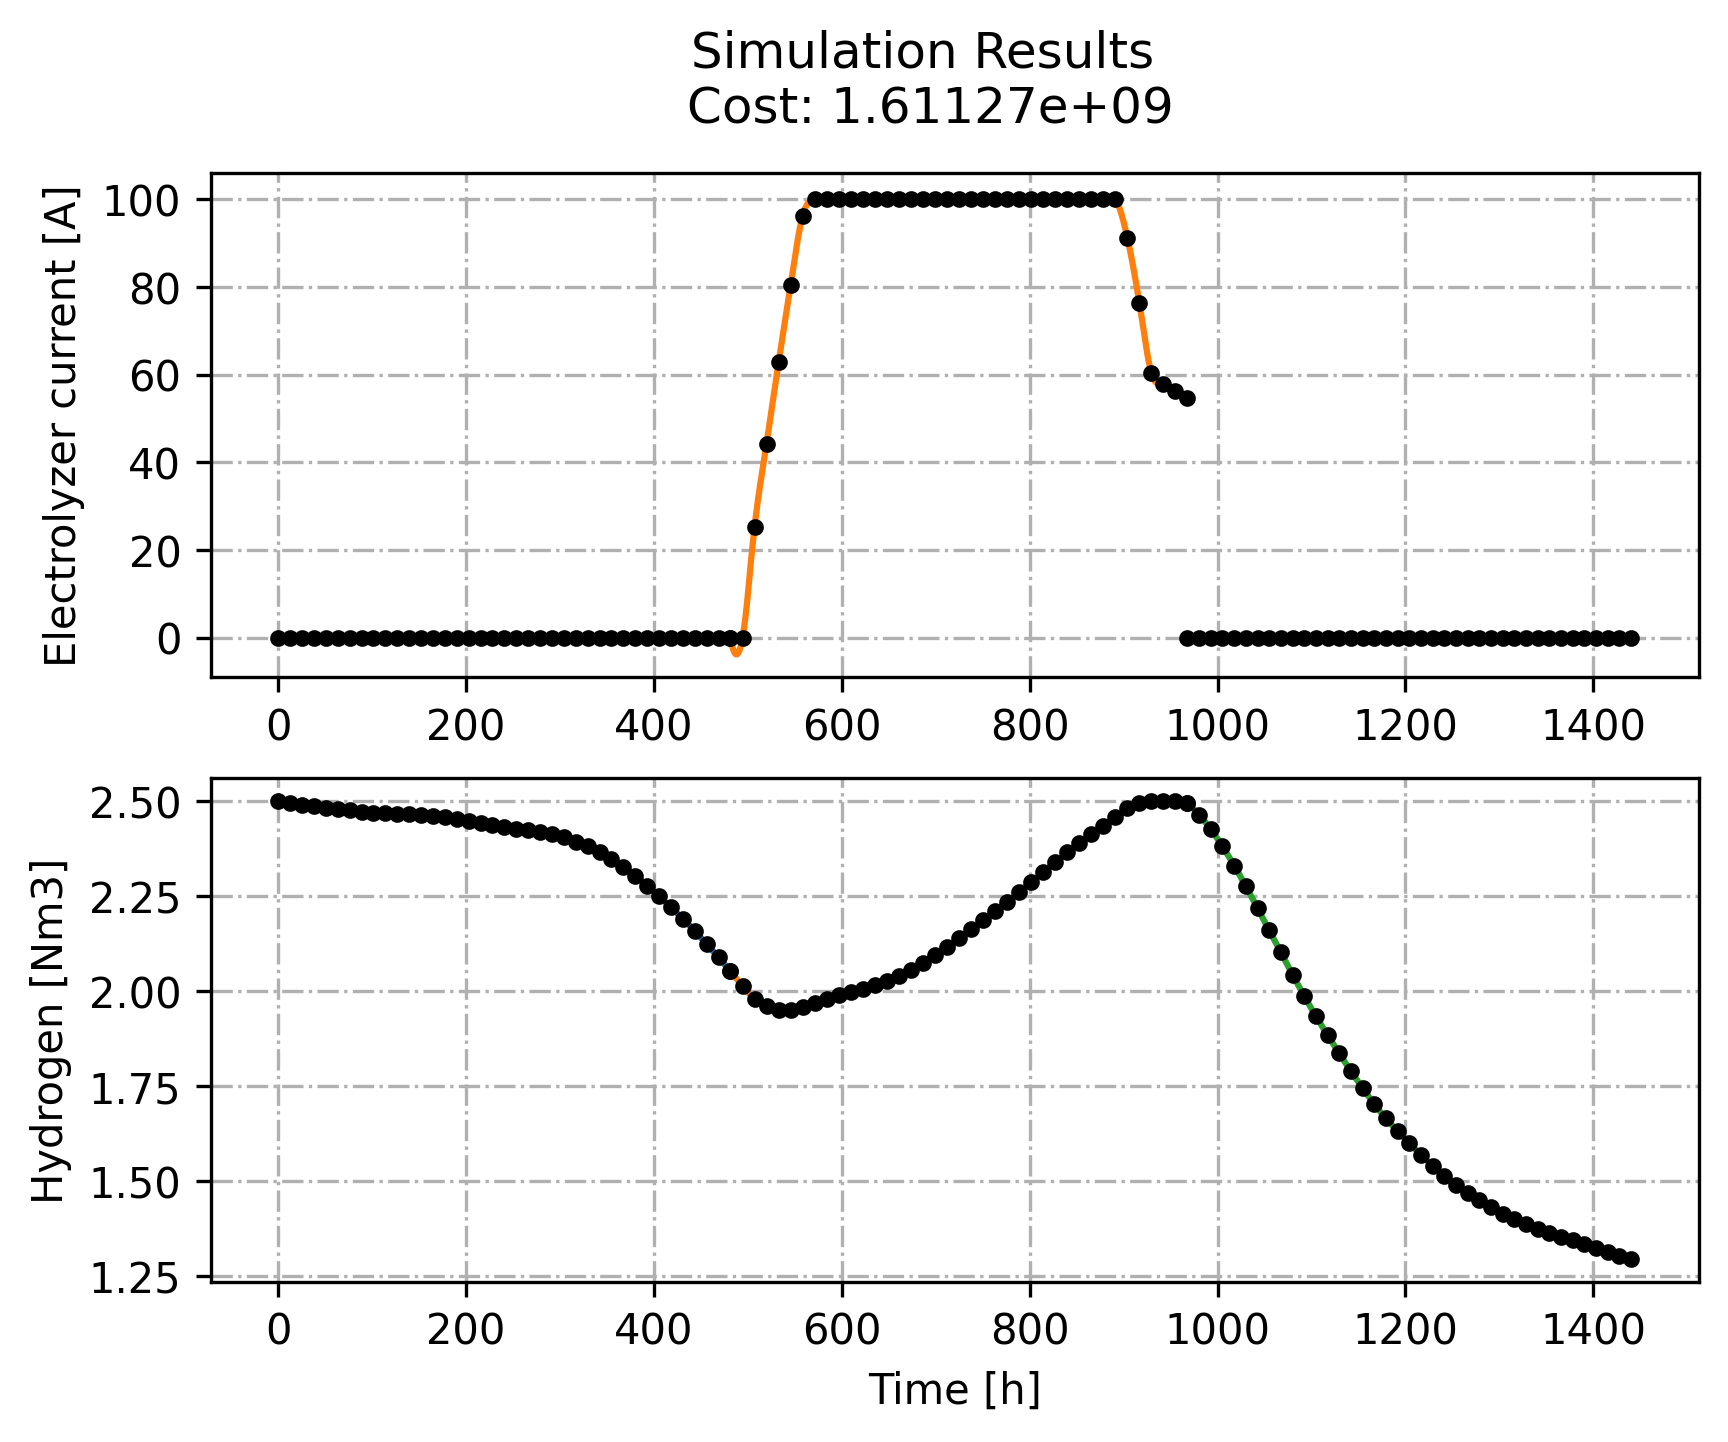 Simulation Results
Cost: 1.61127e+09
Electrolyzer current [A]
100
80
60
40
20
0
0 200 400 600 800 1000 1200 1400
Hydrogen [Nm3]
2.50
2.25
2.00
1.75
1.50
1.25
0 200 400 600 800 1000 1200 1400
Time [h]